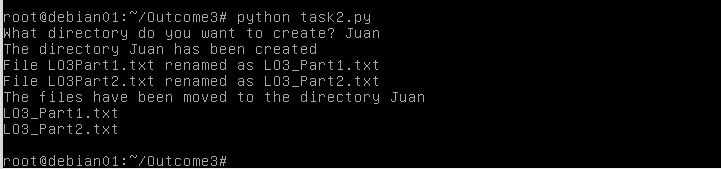 root@debian01:~/Outcome3# python task2.py
What directory do you want to create? Juan
The directory Juan has been created
File LO3Part1.txt renamed as LO3_Part1.txt
File LO3Part2.txt renamed as LO3_Part2.txt
The files have been moved to the directory Juan
LO3_Part1.txt
LO3_Part2.txt
root@debian01:~/Outcome3#